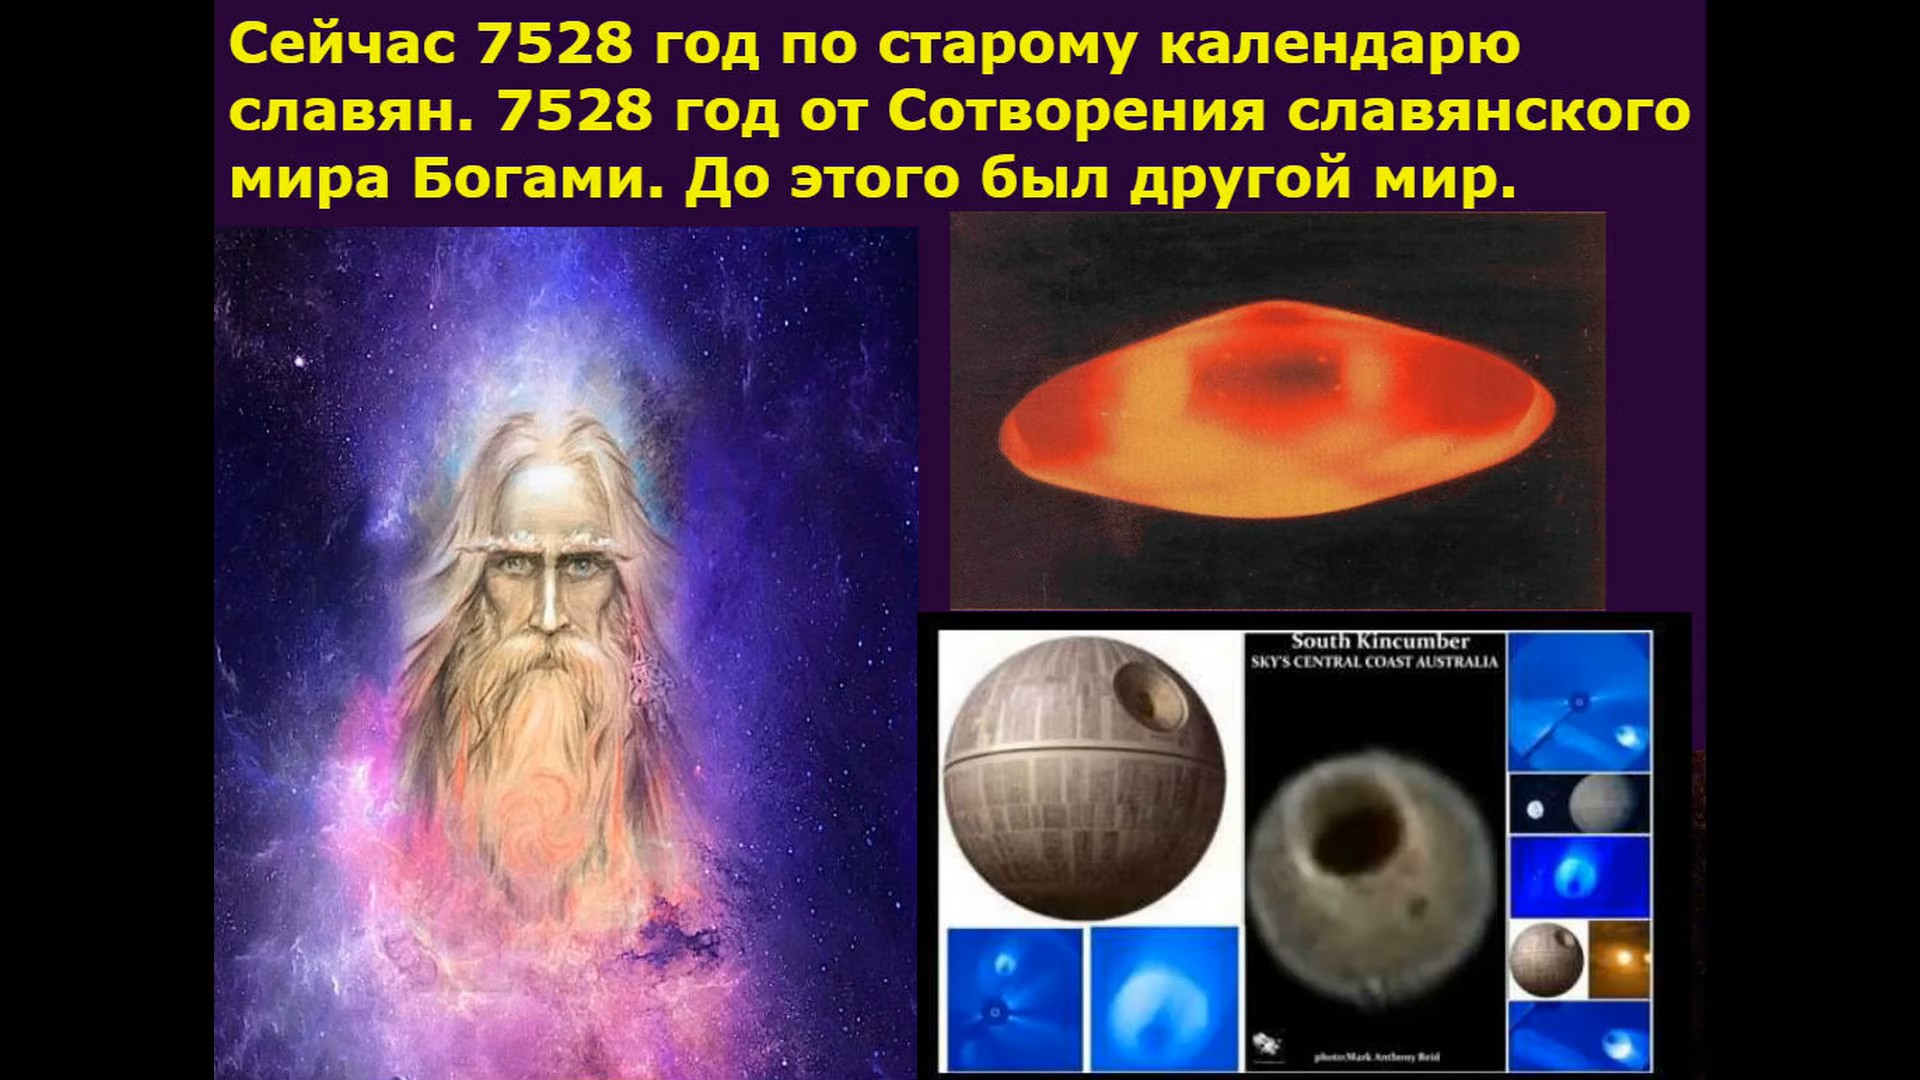 Сейчас 7528 год по старому календарю
славян. 7528 год от Сотворения славянского
мира Богами. До этого был другой мир.
South Kincumber
SKY'S CENTRAL COAST AUSTRALIA
photo:Mark Anthony Reid